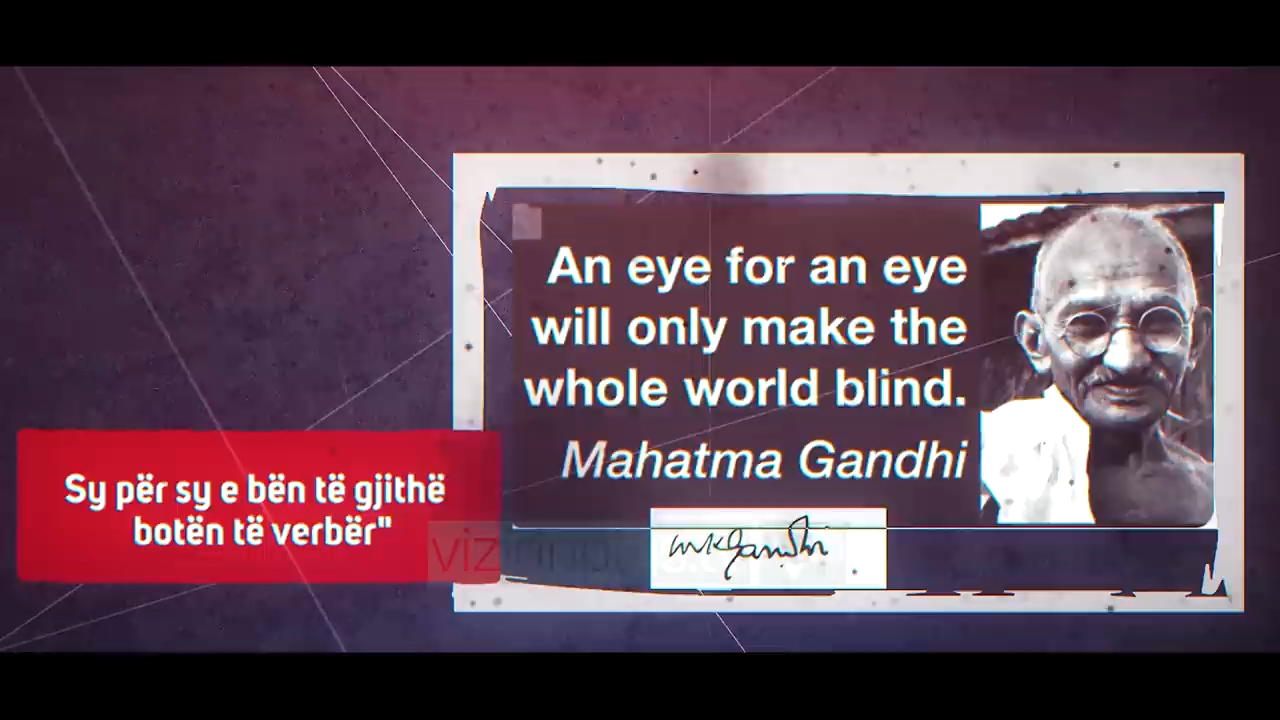 An eye for an eye
will only make the
whole world blind.
Mahatma Gandhi
Sy për sy e bën të gjithë
botën të verbër"